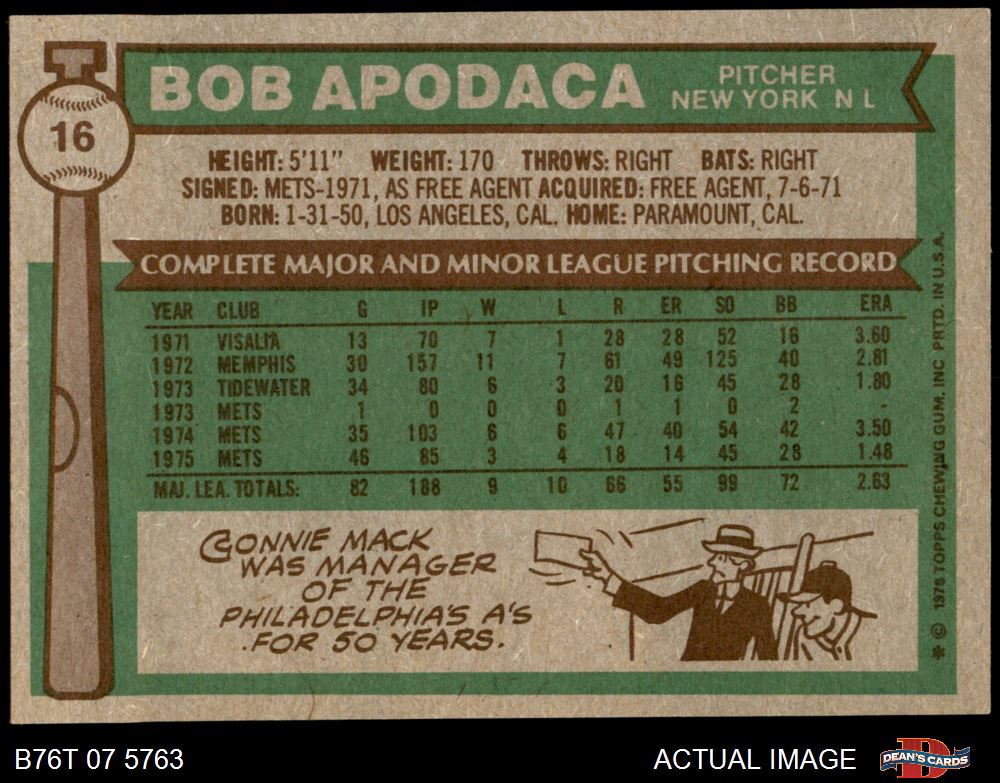 BOB APODACA
PITCHER
NEW YORK N L
16
HEIGHT: 5'11" WEIGHT: 170 THROWS: RIGHT BATS: RIGHT
SIGNED: METS-1971, AS FREE AGENT ACQUIRED: FREE AGENT, 7-6-71
BORN: 1-31-50, LOS ANGELES, CAL. HOME: PARAMOUNT, CAL.
COMPLETE MAJOR AND MINOR LEAGUE PITCHING RECORD
YEAR CLUB G IP W L R ER SO BB ERA
1971 VISALIA 13 70 7 1 28 28 52 16 3.60
1972 MEMPHIS 30 157 11 7 61 49 125 40 2.81
1973 TIDEWATER 34 80 6 3 20 16 45 28 1.80
1973 METS 1 0 0 0 1 1 0 2 -
1974 METS 35 103 6 6 47 40 54 42 3.50
1975 METS 46 85 3 4 18 14 45 28 1.48
MAJ. LEA. TOTALS: 82 188 9 10 66 55 99 72 2.63
CONNIE MACK
WAS MANAGER
OF THE
PHILADELPHIA'S A'S
FOR 50 YEARS.
* © 1976 TOPPS CHEWING GUM, INC PRTD. IN U.S.A.
B76T 07 5763
ACTUAL IMAGE
D
DEAN'S CARDS